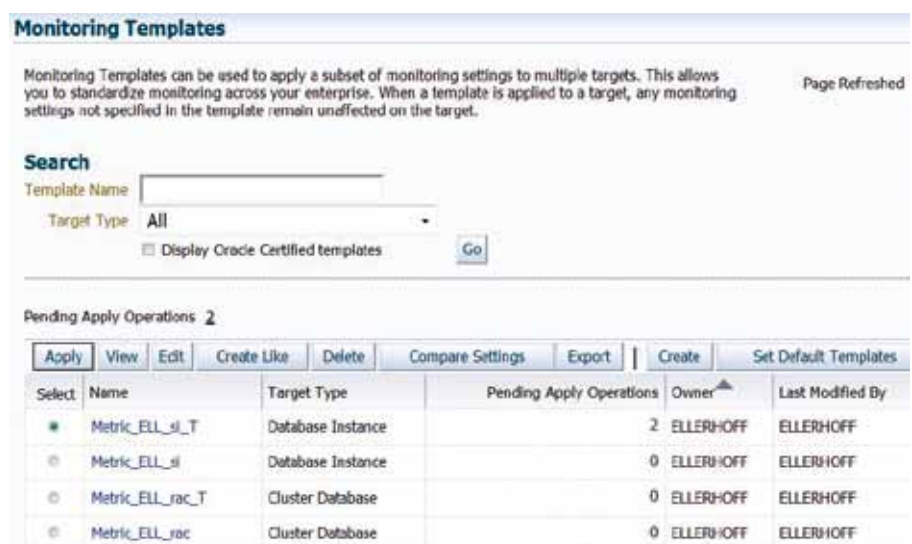 Monitoring Templates
Monitoring Templates can be used to apply a subset of monitoring settings to multiple targets. This allows
you to standardize monitoring across your enterprise. When a template is applied to a target, any monitoring
settings not specified in the template remain unaffected on the target.
Page Refreshed
Search
Template Name
Target Type All
Display Oracle Certified templates Go
Pending Apply Operations 2
Apply View Edit Create Like Delete Compare Settings Export | Create Set Default Templates
Select Name Target Type Pending Apply Operations Owner Last Modified By
Metric_ELL_si_T Database Instance 2 ELLERHOFF ELLERHOFF
Metric_ELL_si Database Instance 0 ELLERHOFF ELLERHOFF
Metric_ELL_rac_T Cluster Database 0 ELLERHOFF ELLERHOFF
Metric_ELL_rac Cluster Database 0 ELLERHOFF ELLERHOFF